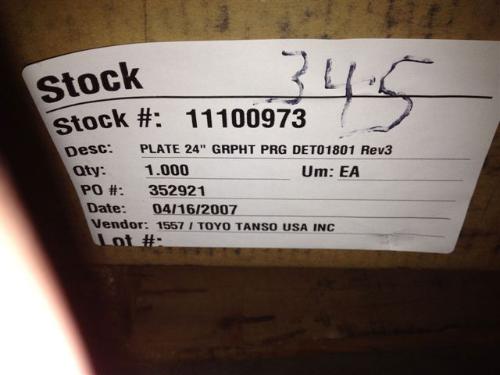 Stock 345
Stock #: 11100973
Desc: PLATE 24" GRPHT PRG DET01801 Rev3
Qty: 1.000 Um: EA
PO #: 352921
Date: 04/16/2007
Vendor: 1557 / TOYO TANSO USA INC
Lot #: